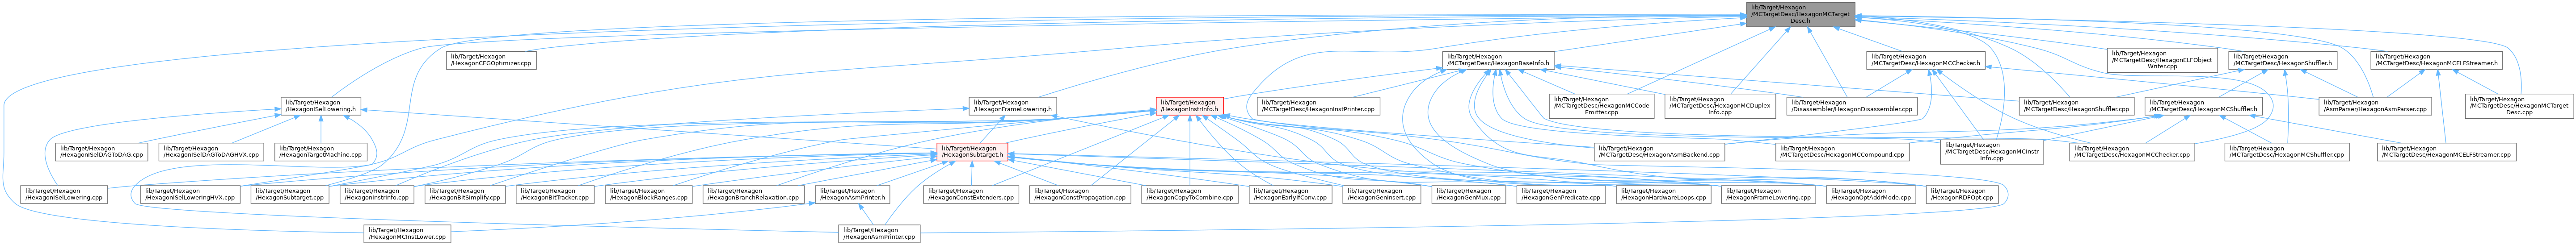 lib/Target/Hexagon
/MCTargetDesc/HexagonMCTarget
Desc.h
lib/Target/Hexagon
/HexagonCFGOptimizer.cpp
lib/Target/Hexagon
/MCTargetDesc/HexagonBaseInfo.h
lib/Target/Hexagon
/MCTargetDesc/HexagonMCChecker.h
lib/Target/Hexagon
/MCTargetDesc/HexagonELFObject
Writer.cpp
lib/Target/Hexagon
/MCTargetDesc/HexagonShuffler.h
lib/Target/Hexagon
/MCTargetDesc/HexagonMCELFStreamer.h
lib/Target/Hexagon
/HexagonISelLowering.h
lib/Target/Hexagon
/HexagonFrameLowering.h
lib/Target/Hexagon
/HexagonInstrInfo.h
lib/Target/Hexagon
/MCTargetDesc/HexagonInstPrinter.cpp
lib/Target/Hexagon
/MCTargetDesc/HexagonMCCode
Emitter.cpp
lib/Target/Hexagon
/MCTargetDesc/HexagonMCDuplex
Info.cpp
lib/Target/Hexagon
/Disassembler/HexagonDisassembler.cpp
lib/Target/Hexagon
/MCTargetDesc/HexagonShuffler.cpp
lib/Target/Hexagon
/MCTargetDesc/HexagonMCShuffler.h
lib/Target/Hexagon
/AsmParser/HexagonAsmParser.cpp
lib/Target/Hexagon
/MCTargetDesc/HexagonMCTarget
Desc.cpp
lib/Target/Hexagon
/HexagonISelDAGToDAG.cpp
lib/Target/Hexagon
/HexagonISelDAGToDAGHVX.cpp
lib/Target/Hexagon
/HexagonTargetMachine.cpp
lib/Target/Hexagon
/HexagonSubtarget.h
lib/Target/Hexagon
/MCTargetDesc/HexagonAsmBackend.cpp
lib/Target/Hexagon
/MCTargetDesc/HexagonMCCompound.cpp
lib/Target/Hexagon
/MCTargetDesc/HexagonMCInstr
Info.cpp
lib/Target/Hexagon
/MCTargetDesc/HexagonMCChecker.cpp
lib/Target/Hexagon
/MCTargetDesc/HexagonMCShuffler.cpp
lib/Target/Hexagon
/MCTargetDesc/HexagonMCELFStreamer.cpp
lib/Target/Hexagon
/HexagonISelLowering.cpp
lib/Target/Hexagon
/HexagonISelLoweringHVX.cpp
lib/Target/Hexagon
/HexagonSubtarget.cpp
lib/Target/Hexagon
/HexagonInstrInfo.cpp
lib/Target/Hexagon
/HexagonBitSimplify.cpp
lib/Target/Hexagon
/HexagonBitTracker.cpp
lib/Target/Hexagon
/HexagonBlockRanges.cpp
lib/Target/Hexagon
/HexagonBranchRelaxation.cpp
lib/Target/Hexagon
/HexagonAsmPrinter.h
lib/Target/Hexagon
/HexagonConstExtenders.cpp
lib/Target/Hexagon
/HexagonConstPropagation.cpp
lib/Target/Hexagon
/HexagonCopyToCombine.cpp
lib/Target/Hexagon
/HexagonEarlyIfConv.cpp
lib/Target/Hexagon
/HexagonGenInsert.cpp
lib/Target/Hexagon
/HexagonGenMux.cpp
lib/Target/Hexagon
/HexagonGenPredicate.cpp
lib/Target/Hexagon
/HexagonHardwareLoops.cpp
lib/Target/Hexagon
/HexagonFrameLowering.cpp
lib/Target/Hexagon
/HexagonOptAddrMode.cpp
lib/Target/Hexagon
/HexagonRDFOpt.cpp
lib/Target/Hexagon
/HexagonMCInstLower.cpp
lib/Target/Hexagon
/HexagonAsmPrinter.cpp